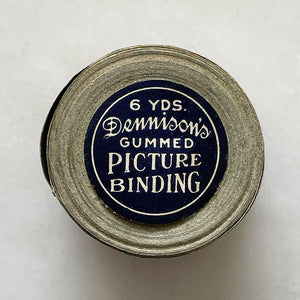 6 YDS.
Dennison's
GUMMED
PICTURE
BINDING